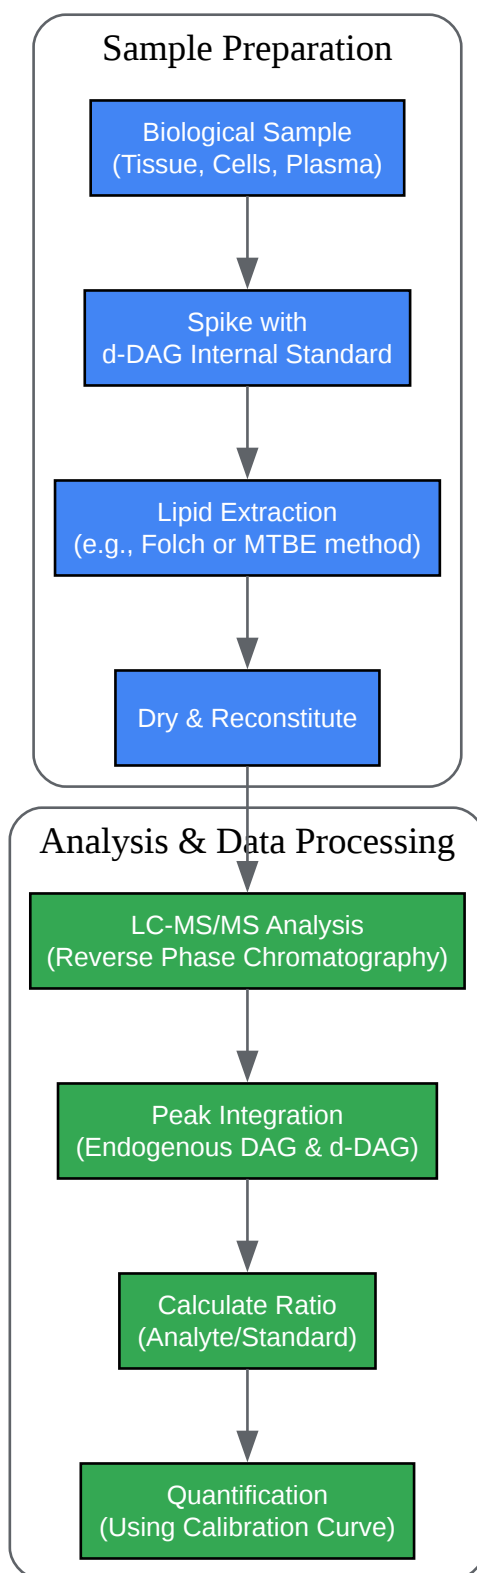 Sample Preparation
Biological Sample
(Tissue, Cells, Plasma)
Spike with
d-DAG Internal Standard
Lipid Extraction
(e.g., Folch or MTBE method)
Dry & Reconstitute
Analysis & Data Processing
LC-MS/MS Analysis
(Reverse Phase Chromatography)
Peak Integration
(Endogenous DAG & d-DAG)
Calculate Ratio
(Analyte/Standard)
Quantification
(Using Calibration Curve)